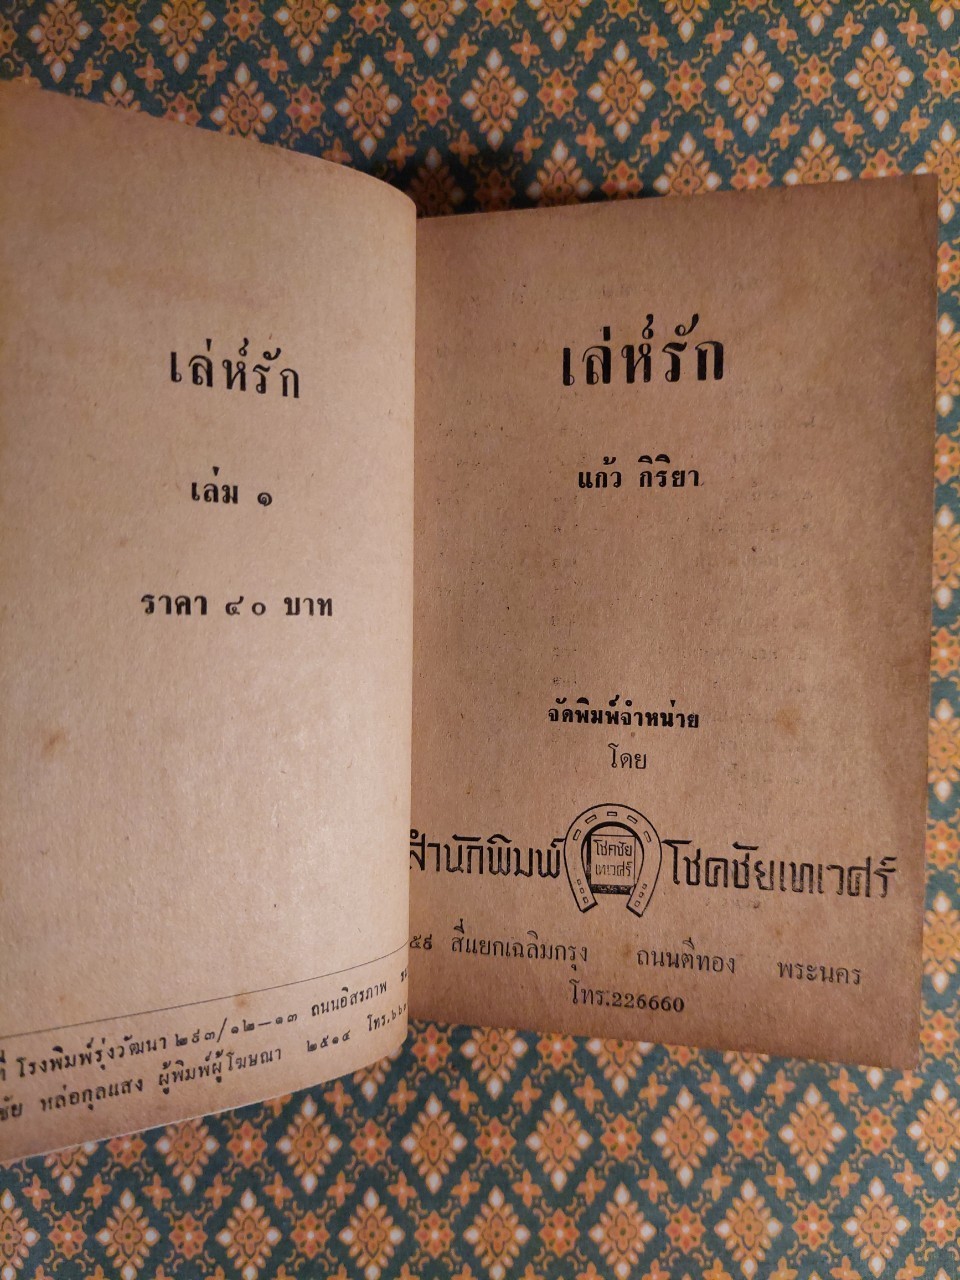 เล่ห์รัก
เล่ม ๑
ราคา ๔๐ บาท
โรงพิมพ์รุ่งวัฒนา ๒๙๓/๑๒—๑๓ ถนนอิสรภาพ
หล่อกุลแสง ผู้พิมพ์ผู้โฆษณา ๒๕๑๔ โทร.
เล่ห์รัก
แก้ว กิริยา
จัดพิมพ์จำหน่าย
โดย
สำนักพิมพ์ โชคชัยเทเวศร์
โชคชัย
เทเวศร์
๕๙ สี่แยกเฉลิมกรุง ถนนตีทอง พระนคร
โทร.226660